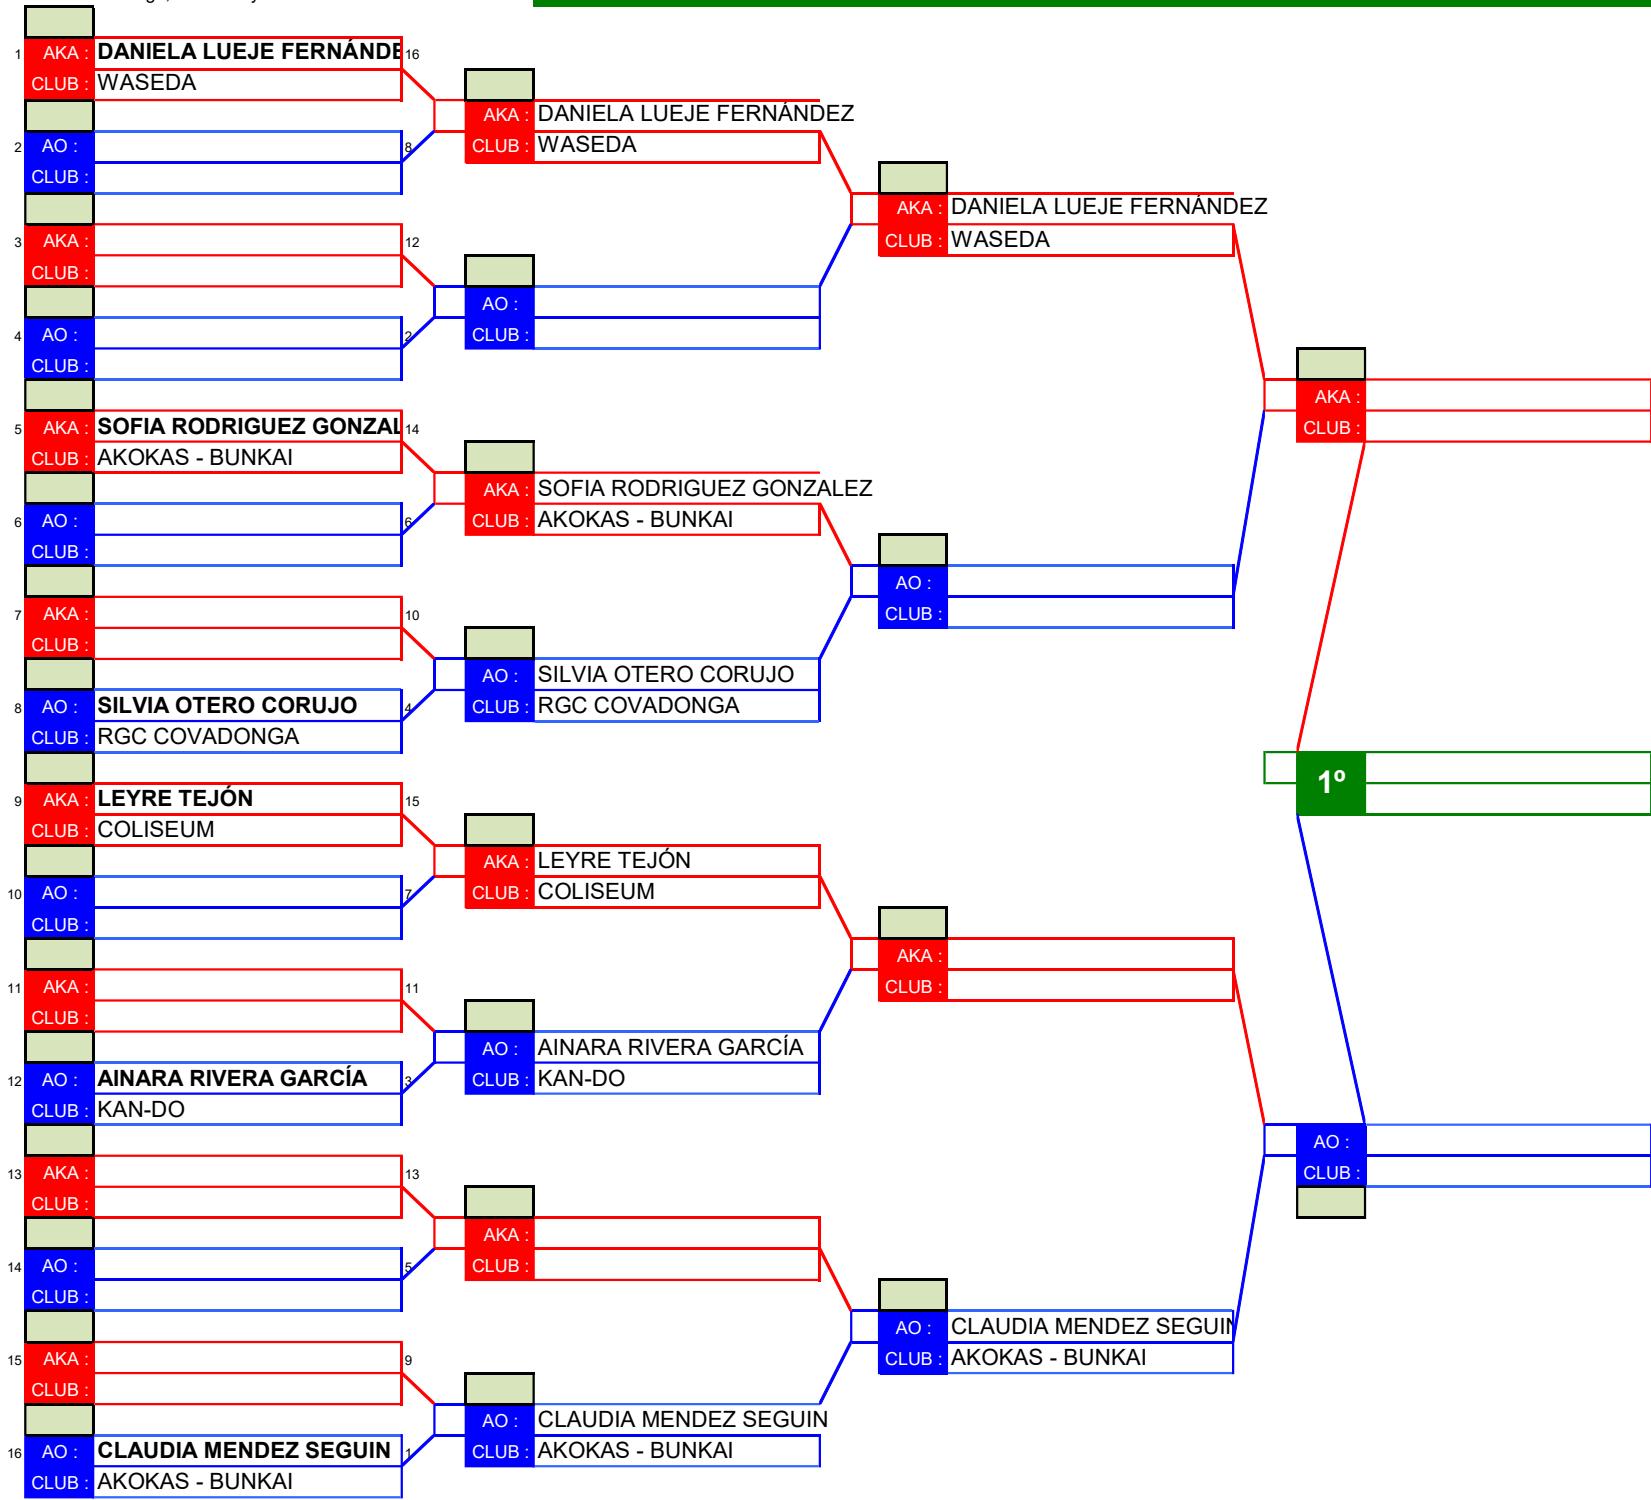 1 AKA : DANIELA LUEJE FERNÁNDE 16
CLUB : WASEDA
2 AO : 8
CLUB :
3 AKA : 12
CLUB :
4 AO : 2
CLUB :
5 AKA : SOFIA RODRIGUEZ GONZAL 14
CLUB : AKOKAS - BUNKAI
6 AO : 6
CLUB :
7 AKA : 10
CLUB :
8 AO : SILVIA OTERO CORUJO 4
CLUB : RGC COVADONGA
9 AKA : LEYRE TEJÓN 15
CLUB : COLISEUM
10 AO : 7
CLUB :
11 AKA : 11
CLUB :
12 AO : AINARA RIVERA GARCÍA 3
CLUB : KAN-DO
13 AKA : 13
CLUB :
14 AO : 5
CLUB :
15 AKA : 9
CLUB :
16 AO : CLAUDIA MENDEZ SEGUIN 1
CLUB : AKOKAS - BUNKAI
AKA : DANIELA LUEJE FERNÁNDEZ
CLUB : WASEDA
AO :
CLUB :
AKA : SOFIA RODRIGUEZ GONZALEZ
CLUB : AKOKAS - BUNKAI
AO : SILVIA OTERO CORUJO
CLUB : RGC COVADONGA
AKA : LEYRE TEJÓN
CLUB : COLISEUM
AO : AINARA RIVERA GARCÍA
CLUB : KAN-DO
AKA :
CLUB :
AO : CLAUDIA MENDEZ SEGUIN
CLUB : AKOKAS - BUNKAI
AKA : DANIELA LUEJE FERNÁNDEZ
CLUB : WASEDA
AO :
CLUB :
AKA :
CLUB :
AO : CLAUDIA MENDEZ SEGUIN
CLUB : AKOKAS - BUNKAI
AKA :
CLUB :
1º
AO :
CLUB :